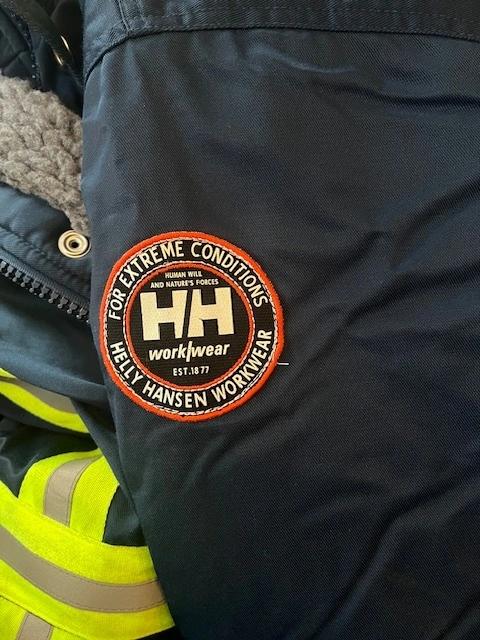 FOR EXTREME CONDITIONS
HUMAN WILL
AND NATURE'S FORCES
HH
work/wear
EST.1877
HELLY HANSEN WORKWEAR